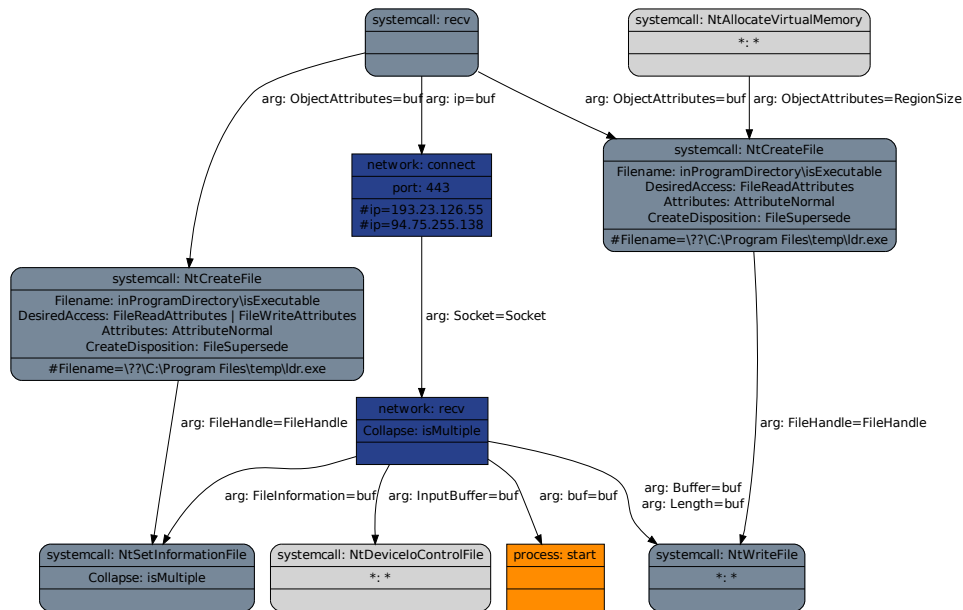 systemcall: recv
systemcall: NtAllocateVirtualMemory
*: *
arg: ObjectAttributes=buf
arg: ip=buf
arg: ObjectAttributes=buf
arg: ObjectAttributes=RegionSize
network: connect
port: 443
#ip=193.23.126.55
#ip=94.75.255.138
systemcall: NtCreateFile
Filename: inProgramDirectory\isExecutable
DesiredAccess: FileReadAttributes
Attributes: AttributeNormal
CreateDisposition: FileSupersede
#Filename=\??\C:\Program Files\temp\ldr.exe
systemcall: NtCreateFile
Filename: inProgramDirectory\isExecutable
DesiredAccess: FileReadAttributes | FileWriteAttributes
Attributes: AttributeNormal
CreateDisposition: FileSupersede
#Filename=\??\C:\Program Files\temp\ldr.exe
arg: Socket=Socket
network: recv
Collapse: isMultiple
arg: FileHandle=FileHandle
arg: FileHandle=FileHandle
arg: FileInformation=buf
arg: InputBuffer=buf
arg: buf=buf
arg: Buffer=buf
arg: Length=buf
systemcall: NtSetInformationFile
Collapse: isMultiple
systemcall: NtDeviceIoControlFile
*: *
process: start
systemcall: NtWriteFile
*: *